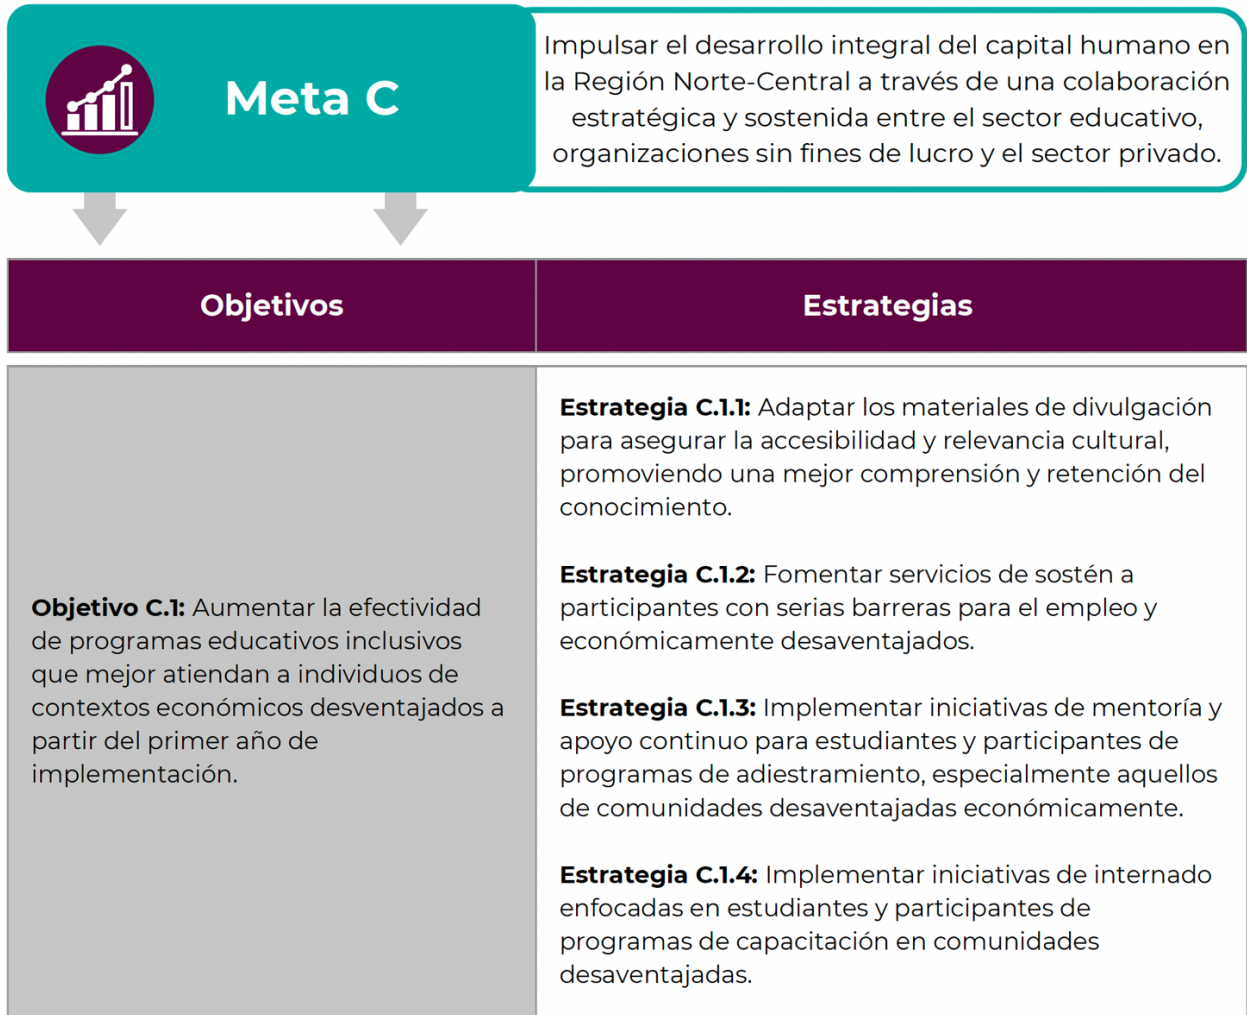 Meta C
Impulsar el desarrollo integral del capital humano en
la Región Norte-Central a través de una colaboración
estratégica y sostenida entre el sector educativo,
organizaciones sin fines de lucro y el sector privado.
Objetivos
Estrategias
Objetivo C.1: Aumentar la efectividad
de programas educativos inclusivos
que mejor atiendan a individuos de
contextos económicos desventajados a
partir del primer año de
implementación.
Estrategia C.1.1: Adaptar los materiales de divulgación
para asegurar la accesibilidad y relevancia cultural,
promoviendo una mejor comprensión y retención del
conocimiento.
Estrategia C.1.2: Fomentar servicios de sostén a
participantes con serias barreras para el empleo y
económicamente desaventajados.
Estrategia C.1.3: Implementar iniciativas de mentoría y
apoyo continuo para estudiantes y participantes de
programas de adiestramiento, especialmente aquellos
de comunidades desaventajadas económicamente.
Estrategia C.1.4: Implementar iniciativas de internado
enfocadas en estudiantes y participantes de
programas de capacitación en comunidades
desaventajadas.